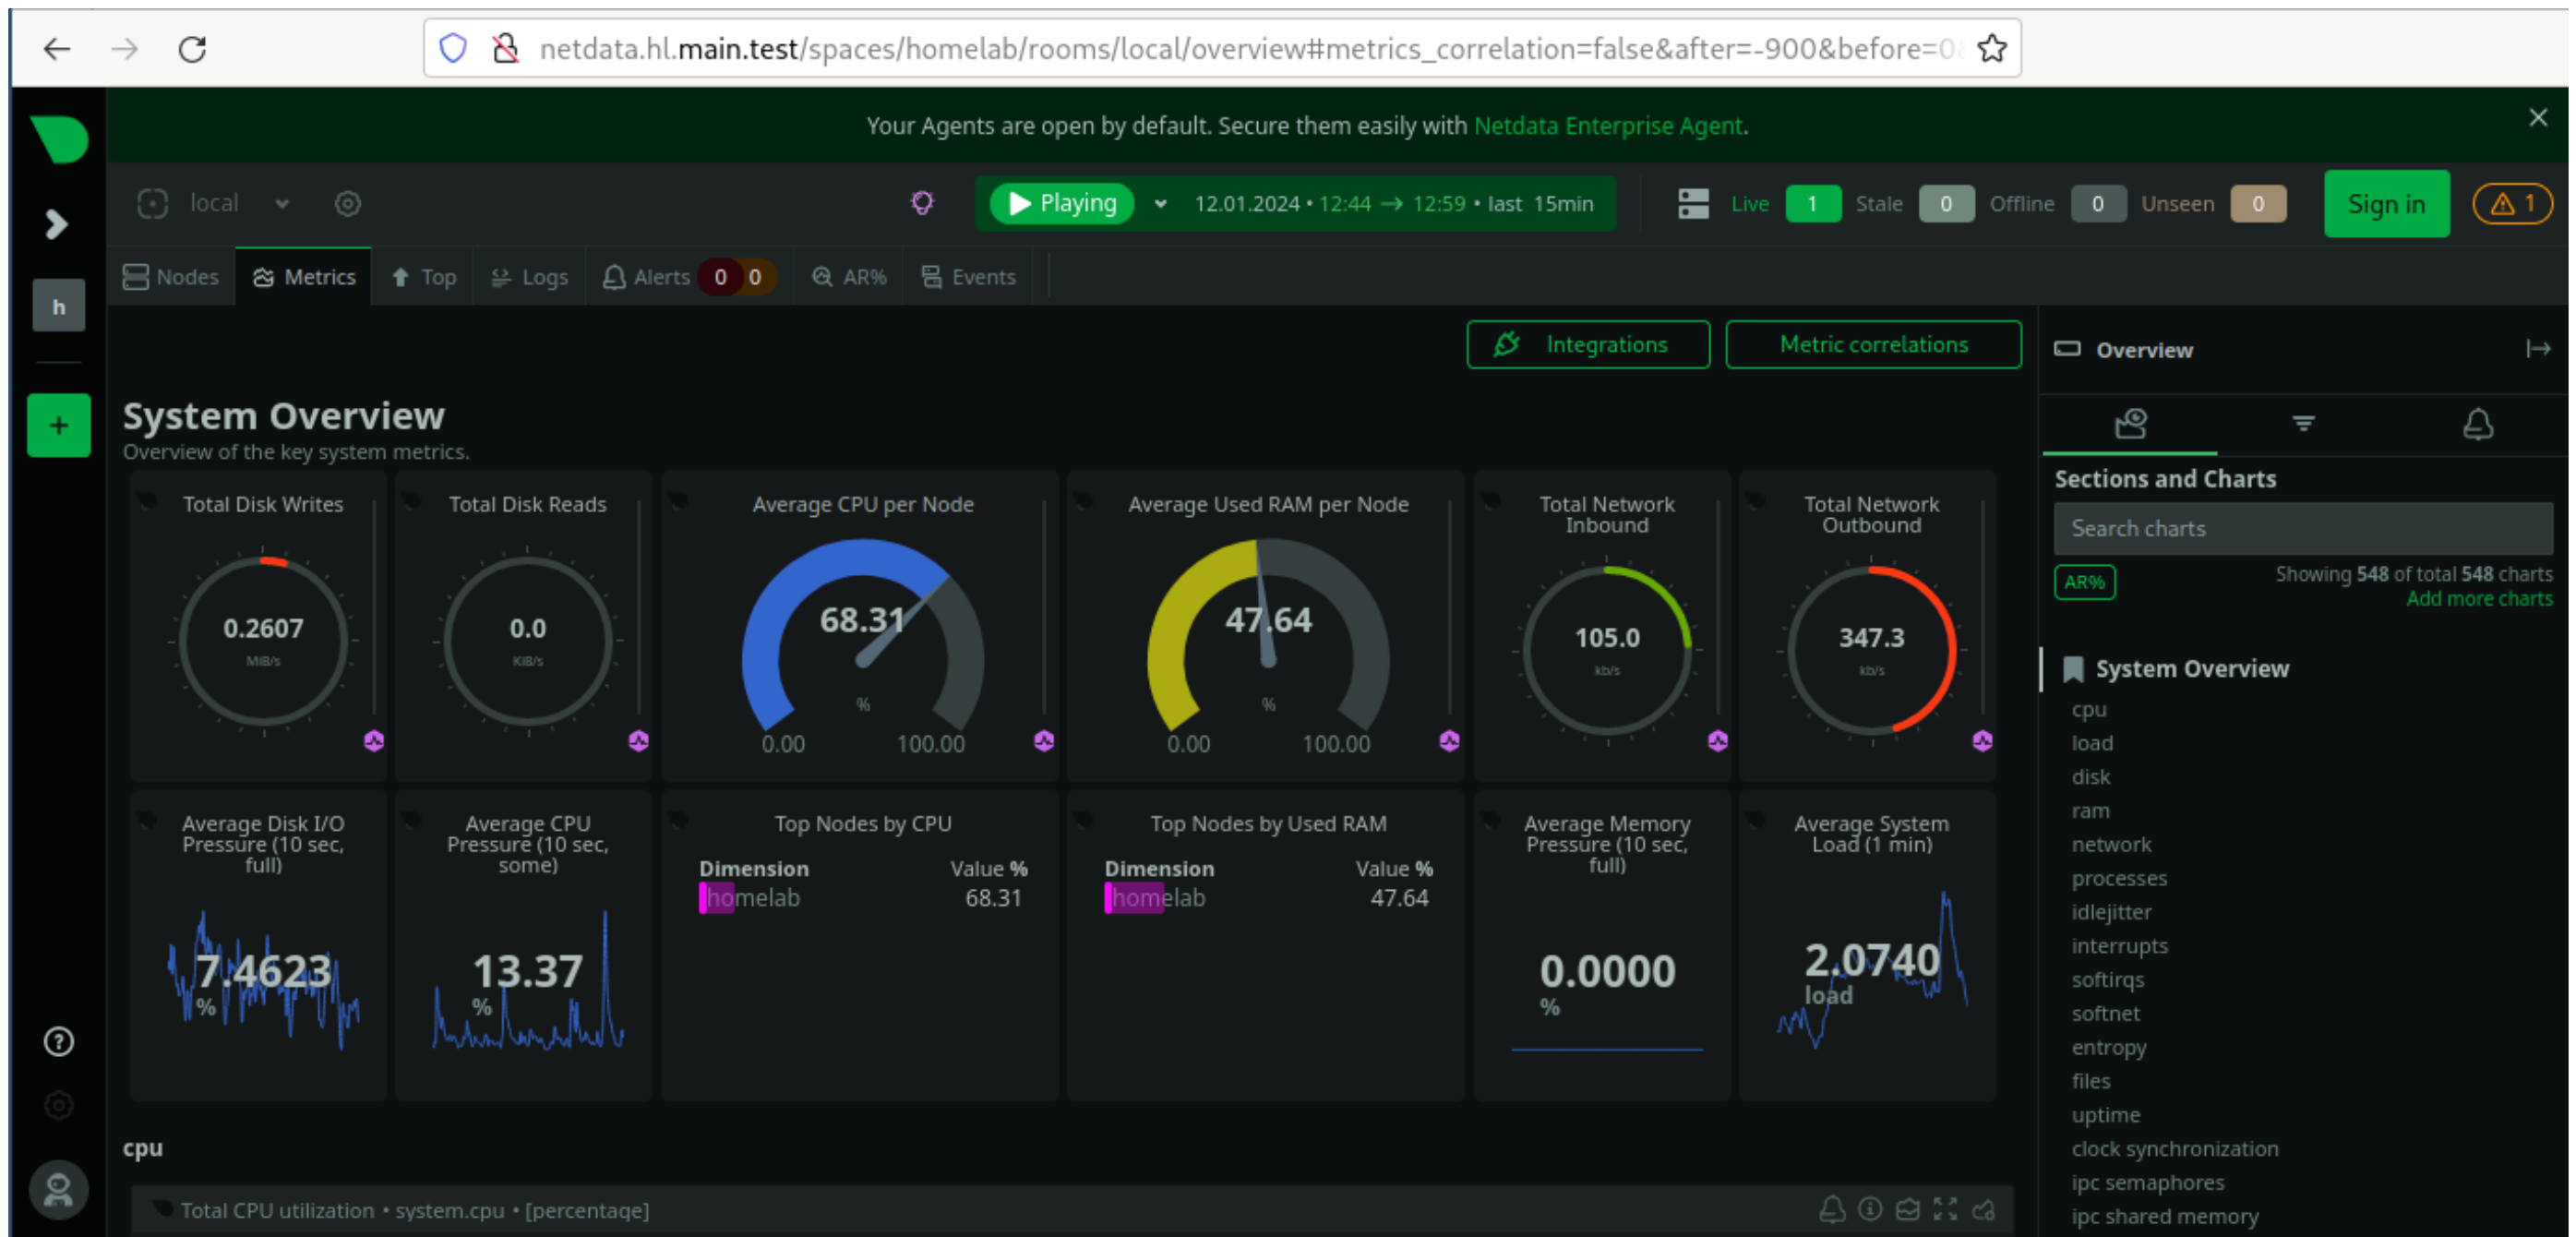 netdata.hl.main.test/spaces/homelab/rooms/local/overview#metrics_correlation=false&after=-900&before=0
Your Agents are open by default. Secure them easily with Netdata Enterprise Agent.
local
Playing
12.01.2024 • 12:44 → 12:59 • last 15min
Live 1 Stale 0 Offline 0 Unseen 0
Sign in
1
h
Nodes Metrics Top Logs Alerts 0 0 AR% Events
Integrations
Metric correlations
System Overview
Overview of the key system metrics.
Total Disk Writes
0.2607
MiB/s
Total Disk Reads
0.0
KiB/s
Average CPU per Node
68.31
%
0.00 100.00
Average Used RAM per Node
47.64
%
0.00 100.00
Total Network
Inbound
105.0
kb/s
Total Network
Outbound
347.3
kb/s
Average Disk I/O
Pressure (10 sec,
full)
7.4623
%
Average CPU
Pressure (10 sec,
some)
13.37
%
Top Nodes by CPU
Dimension Value %
homelab 68.31
Top Nodes by Used RAM
Dimension Value %
homelab 47.64
Average Memory
Pressure (10 sec,
full)
0.0000
%
Average System
Load (1 min)
2.0740
load
cpu
Total CPU utilization • system.cpu • [percentage]
Overview
Sections and Charts
Search charts
AR%
Showing 548 of total 548 charts
Add more charts
System Overview
cpu
load
disk
ram
network
processes
idlejitter
interrupts
softirqs
softnet
entropy
files
uptime
clock synchronization
ipc semaphores
ipc shared memory